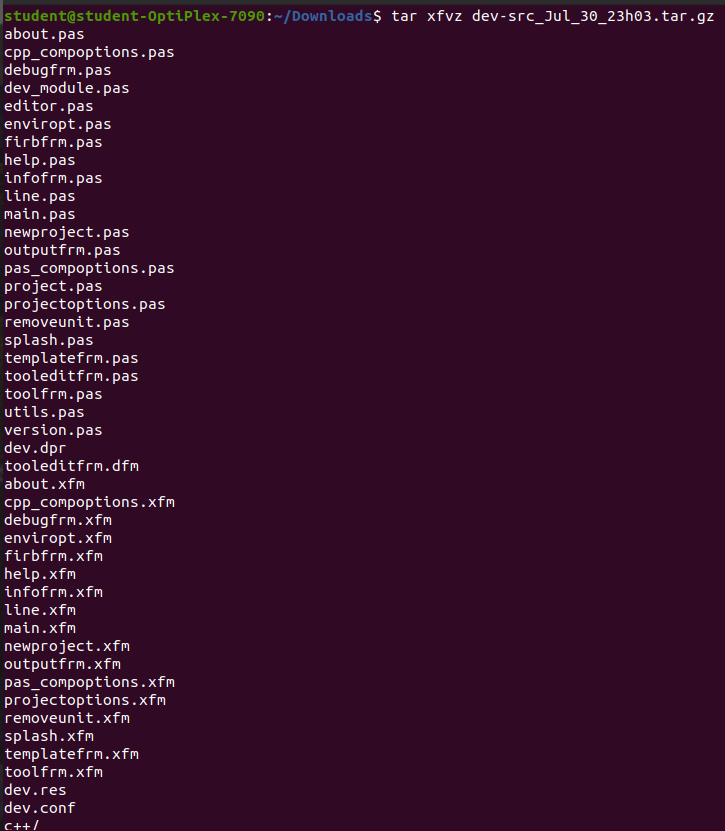 student@student-OptiPlex-7090:~/Downloads$ tar xfvz dev-src_Jul_30_23h03.tar.gz
about.pas
cpp_compoptions.pas
debugfrm.pas
dev_module.pas
editor.pas
enviropt.pas
firbfrm.pas
help.pas
infofrm.pas
line.pas
main.pas
newproject.pas
outputfrm.pas
pas_compoptions.pas
project.pas
projectoptions.pas
removeunit.pas
splash.pas
templatefrm.pas
tooleditfrm.pas
toolfrm.pas
utils.pas
version.pas
dev.dpr
tooleditfrm.dfm
about.xfm
cpp_compoptions.xfm
debugfrm.xfm
enviropt.xfm
firbfrm.xfm
help.xfm
infofrm.xfm
line.xfm
main.xfm
newproject.xfm
outputfrm.xfm
pas_compoptions.xfm
projectoptions.xfm
removeunit.xfm
splash.xfm
templatefrm.xfm
toolfrm.xfm
dev.res
dev.conf
c++/